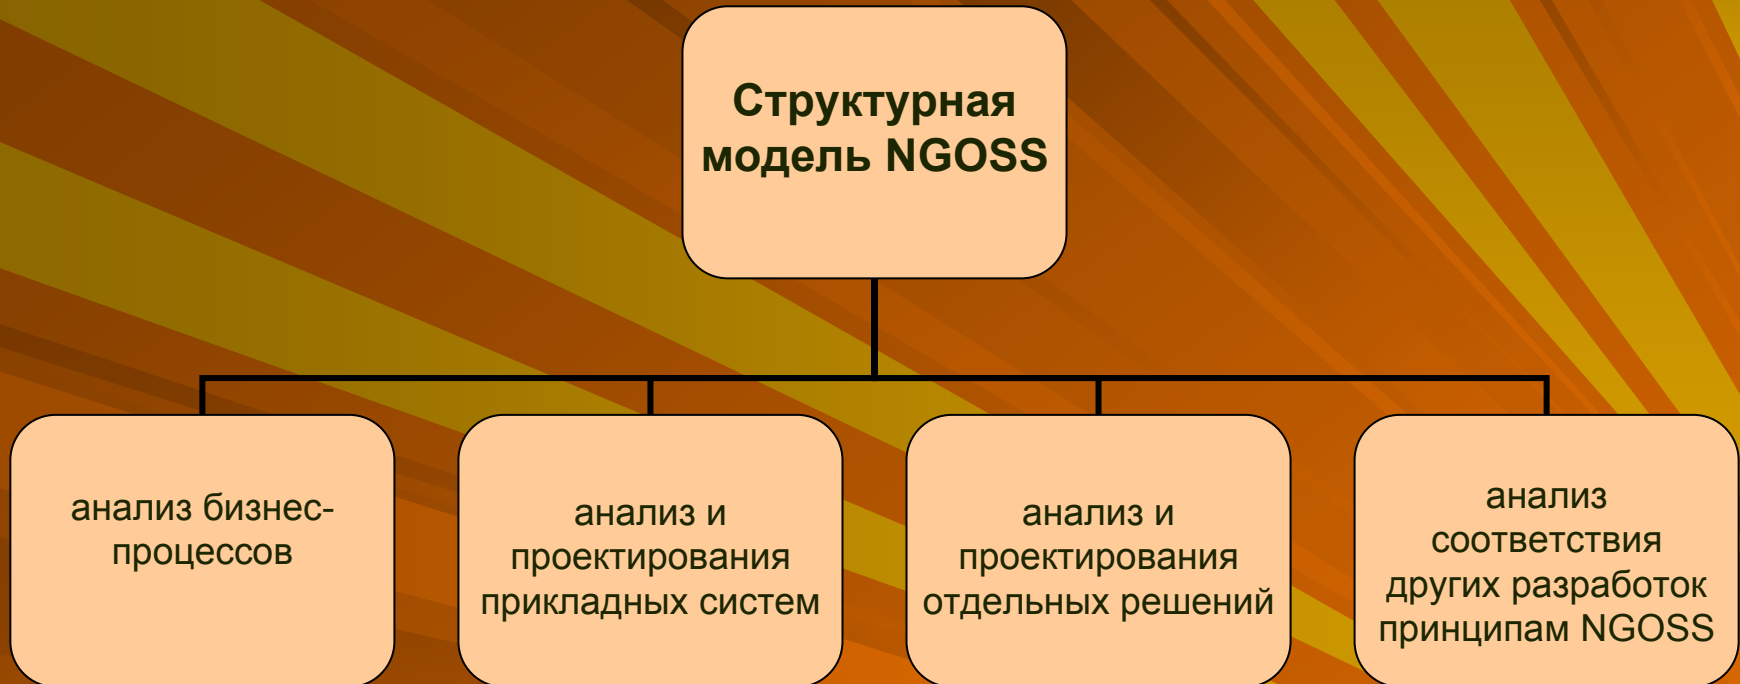 Структурная
модель NGOSS
анализ бизнес-
процессов
анализ и
проектирования
прикладных систем
анализ и
проектирования
отдельных решений
анализ
соответствия
других разработок
принципам NGOSS